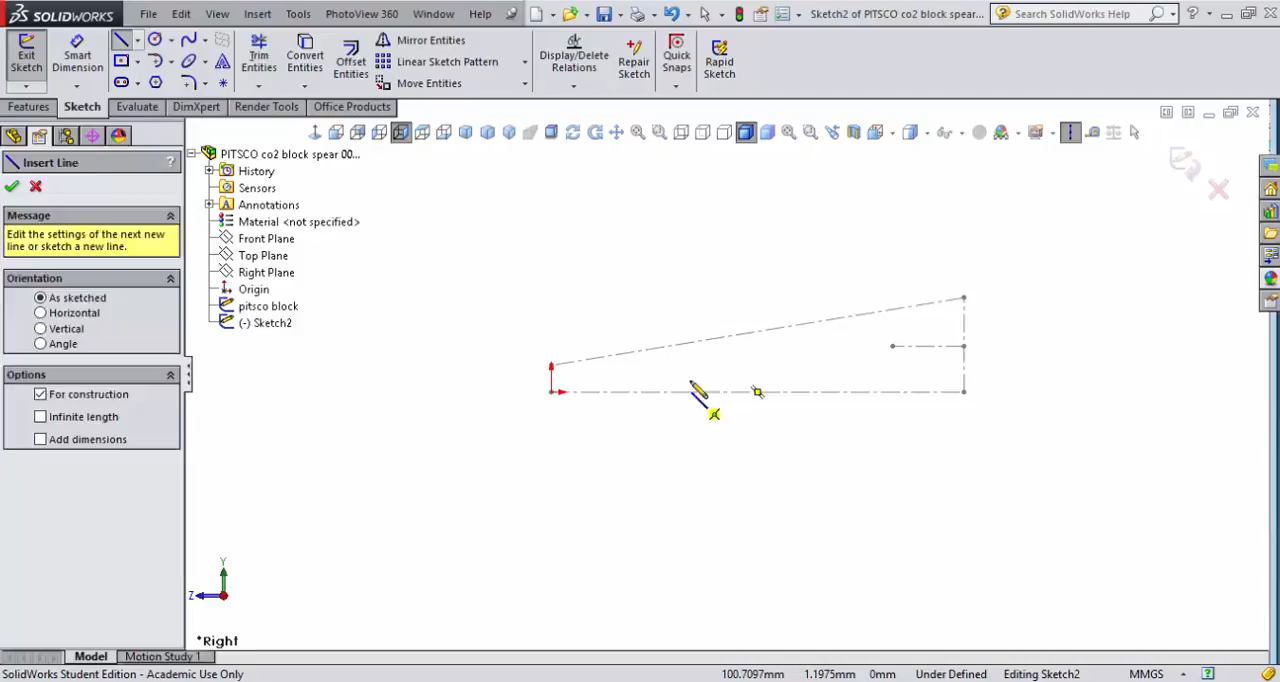 SOLIDWORKS File Edit View Insert Tools PhotoView 360 Window Help Sketch2 of PITSCO co2 block spear... Search SolidWorks Help
Exit Sketch
Smart Dimension
Trim Entities
Convert Entities
Offset Entities
Mirror Entities
Linear Sketch Pattern
Move Entities
Display/Delete Relations
Repair Sketch
Quick Snaps
Rapid Sketch
Features Sketch Evaluate DimXpert Render Tools Office Products
Insert Line ?
Message
Edit the settings of the next new
line or sketch a new line.
Orientation
As sketched
Horizontal
Vertical
Angle
Options
For construction
Infinite length
Add dimensions
PITSCO co2 block spear 00...
History
Sensors
Annotations
Material <not specified>
Front Plane
Top Plane
Right Plane
Origin
pitsco block
(-) Sketch2
Y
Z
*Right
Model Motion Study 1
SolidWorks Student Edition - Academic Use Only 100.7097mm 1.1975mm 0mm Under Defined Editing Sketch2 MMGS ?